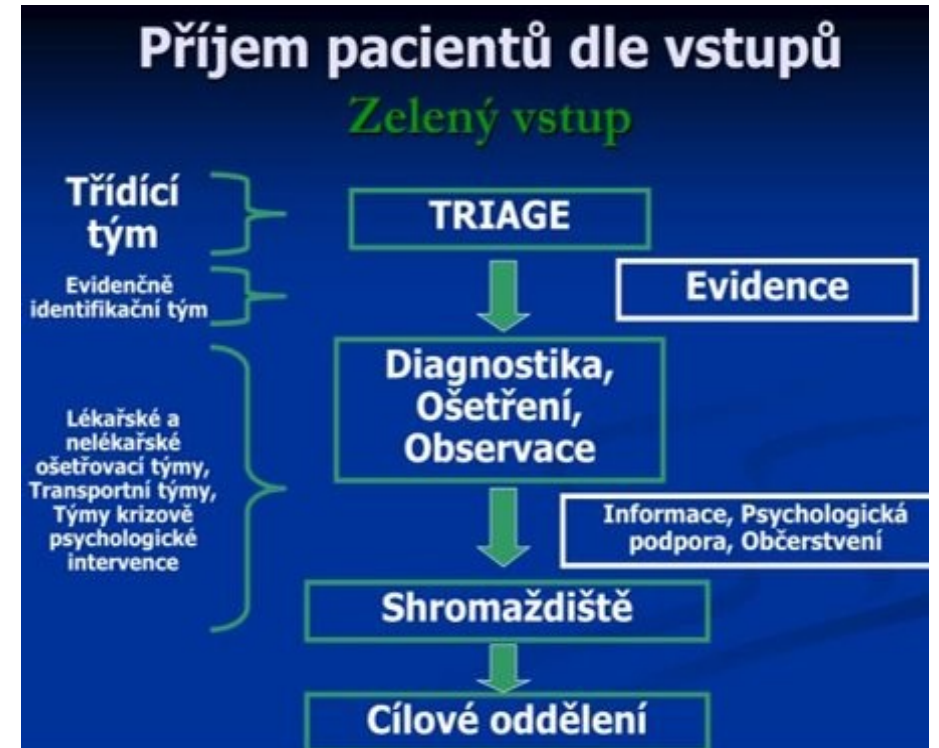 Příjem pacientů dle vstupů
Zelený vstup
Třídící
tým
TRIAGE
Evidenčně
identifikační tým
Evidence
Diagnostika,
Ošetření,
Observace
Lékařské a
nelékařské
ošetřovací týmy,
Transportní týmy,
Týmy krizově
psychologické
intervence
Informace, Psychologická
podpora, Občerstvení
Shromaždiště
Cílové oddělení